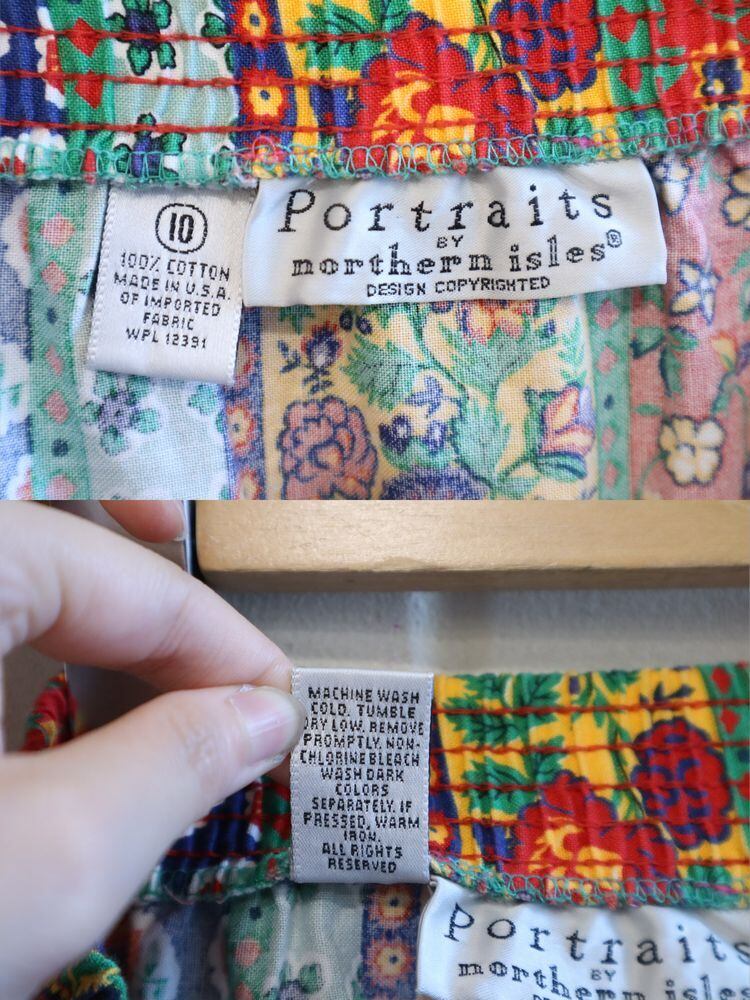 10
100% COTTON
MADE IN U.S.A.
OF IMPORTED
FABRIC
WPL 12391
Portraits
BY
northern isles®
DESIGN COPYRIGHTED
MACHINE WASH
COLD. TUMBLE
DRY LOW. REMOVE
PROMPTLY. NON-
CHLORINE BLEACH
WASH DARK
COLORS
SEPARATELY. IF
PRESSED, WARM
IRON.
ALL RIGHTS
RESERVED
Portraits
BY
northern isles